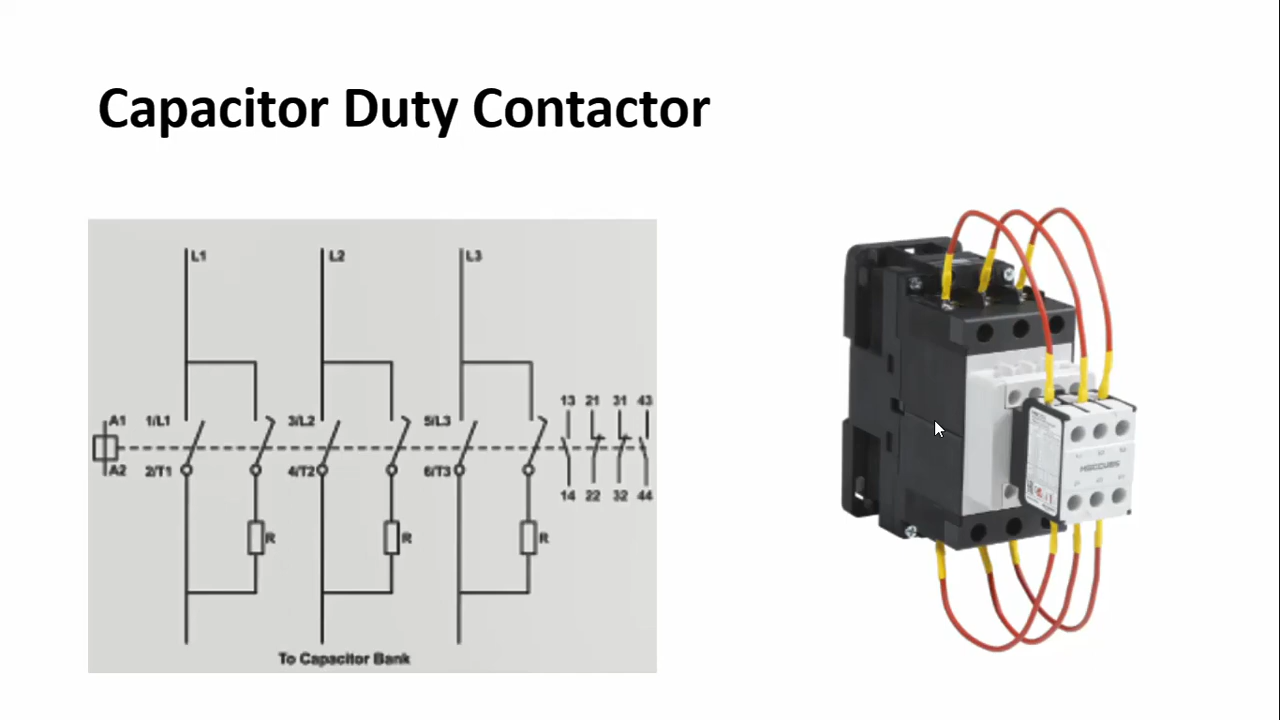 Capacitor Duty Contactor
L1 L2 L3
13 21 31 43
A1 1/L1 3/L2 5/L3
A2 2/T1 4/T2 6/T3
14 22 32 44
R R R
To Capacitor Bank